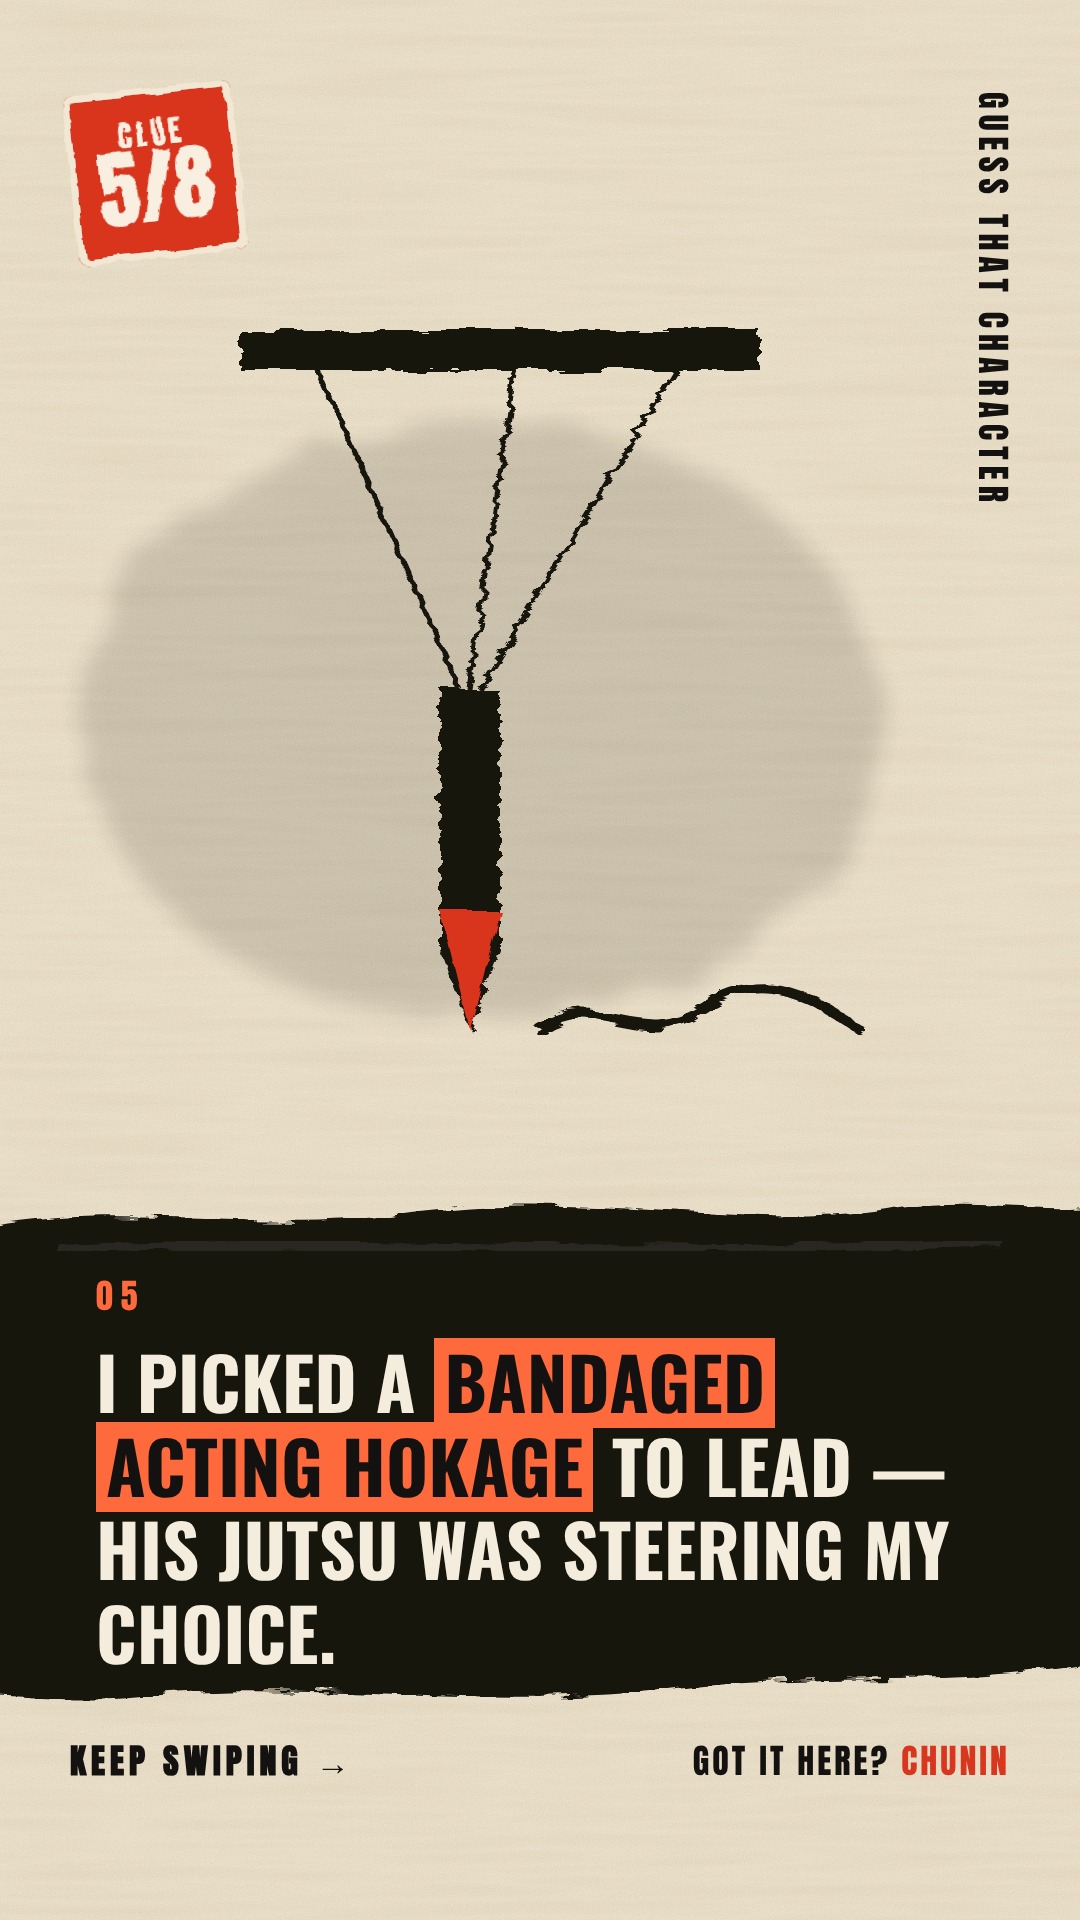 CLUE
5/8
GUESS THAT CHARACTER
05
I PICKED A BANDAGED
ACTING HOKAGE TO LEAD —
HIS JUTSU WAS STEERING MY
CHOICE.
KEEP SWIPING →
GOT IT HERE? CHUNIN